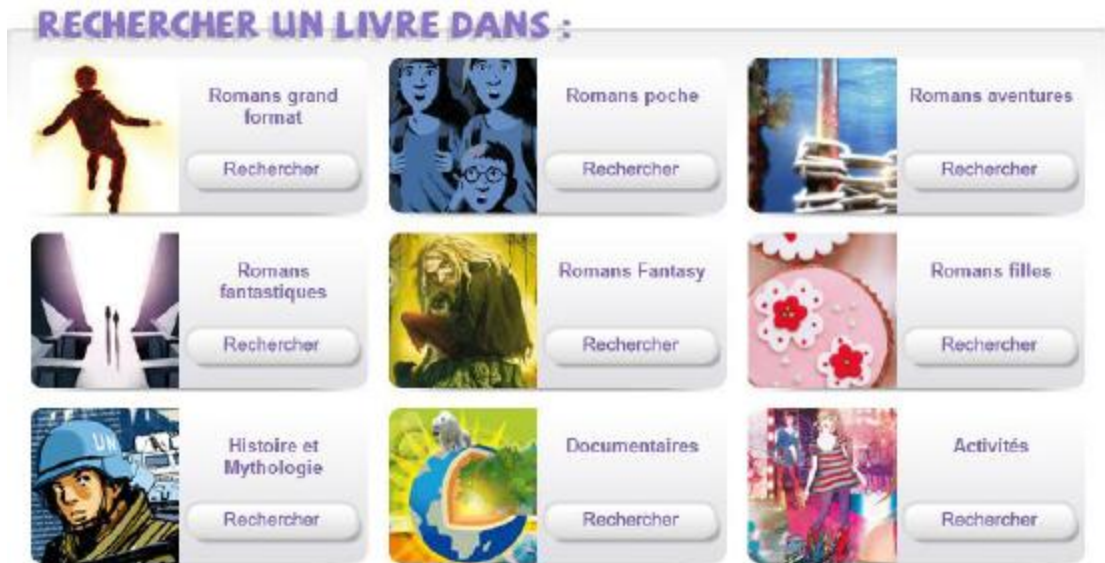 RECHERCHER UN LIVRE DANS :
Romans grand
format
Rechercher
Romans poche
Rechercher
Romans aventures
Rechercher
Romans
fantastiques
Rechercher
Romans Fantasy
Rechercher
Romans filles
Rechercher
Histoire et
Mythologie
Rechercher
UN
Documentaires
Rechercher
Activités
Rechercher